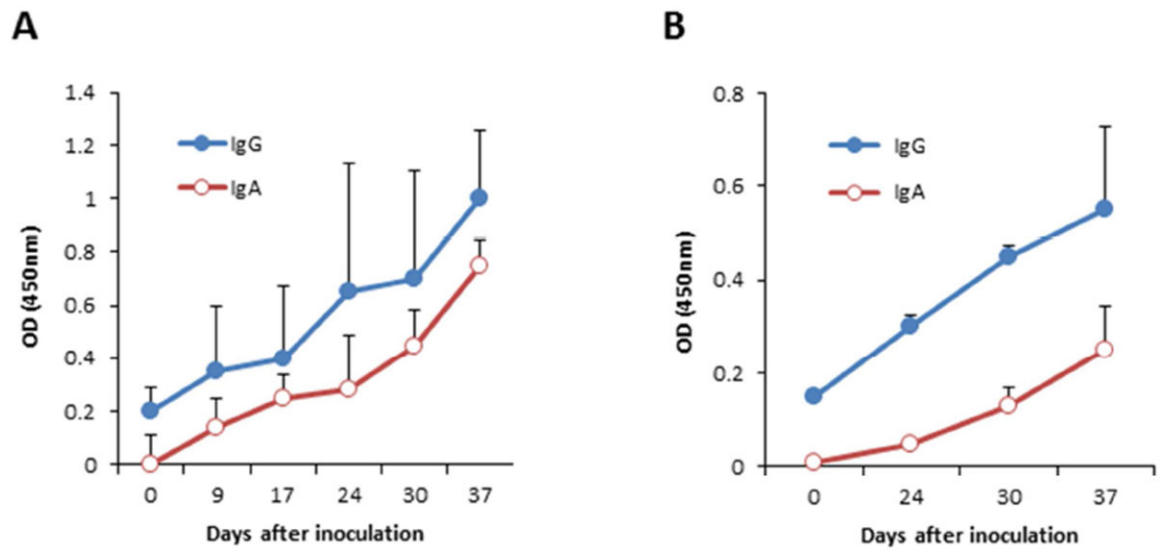 A
OD (450nm)
1.4
1.2
1
0.8
0.6
0.4
0.2
0
IgG
IgA
0 9 17 24 30 37
Days after inoculation
B
OD (450nm)
0.8
0.6
0.4
0.2
0
IgG
IgA
0 24 30 37
Days after inoculation